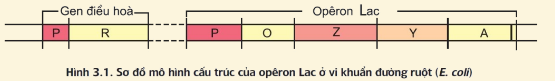 Gen điều hoà Opêron Lac
P R P O Z Y A
Hình 3.1. Sơ đồ mô hình cấu trúc của opêron Lac ở vi khuẩn đường ruột (E. coli)